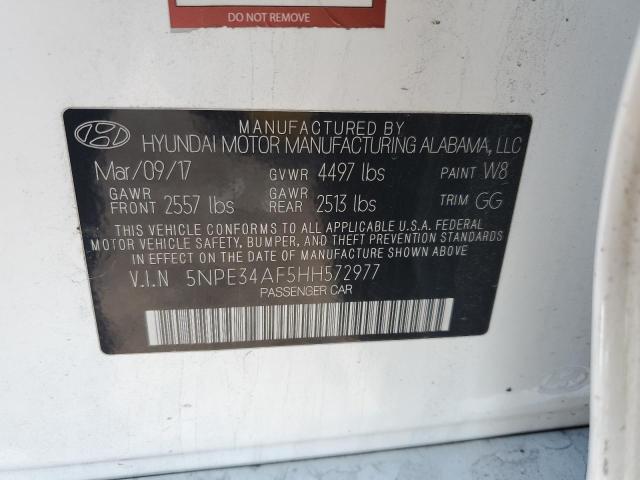 DO NOT REMOVE
MANUFACTURED BY
HYUNDAI MOTOR MANUFACTURING ALABAMA, LLC
Mar/09/17 GVWR 4497 lbs PAINT W8
GAWR FRONT 2557 lbs GAWR REAR 2513 lbs TRIM GG
THIS VEHICLE CONFORMS TO ALL APPLICABLE U.S.A. FEDERAL
MOTOR VEHICLE SAFETY, BUMPER, AND THEFT PREVENTION STANDARDS
IN EFFECT ON THE DATE OF MANUFACTURE SHOWN ABOVE
V.I.N 5NPE34AF5HH572977
PASSENGER CAR